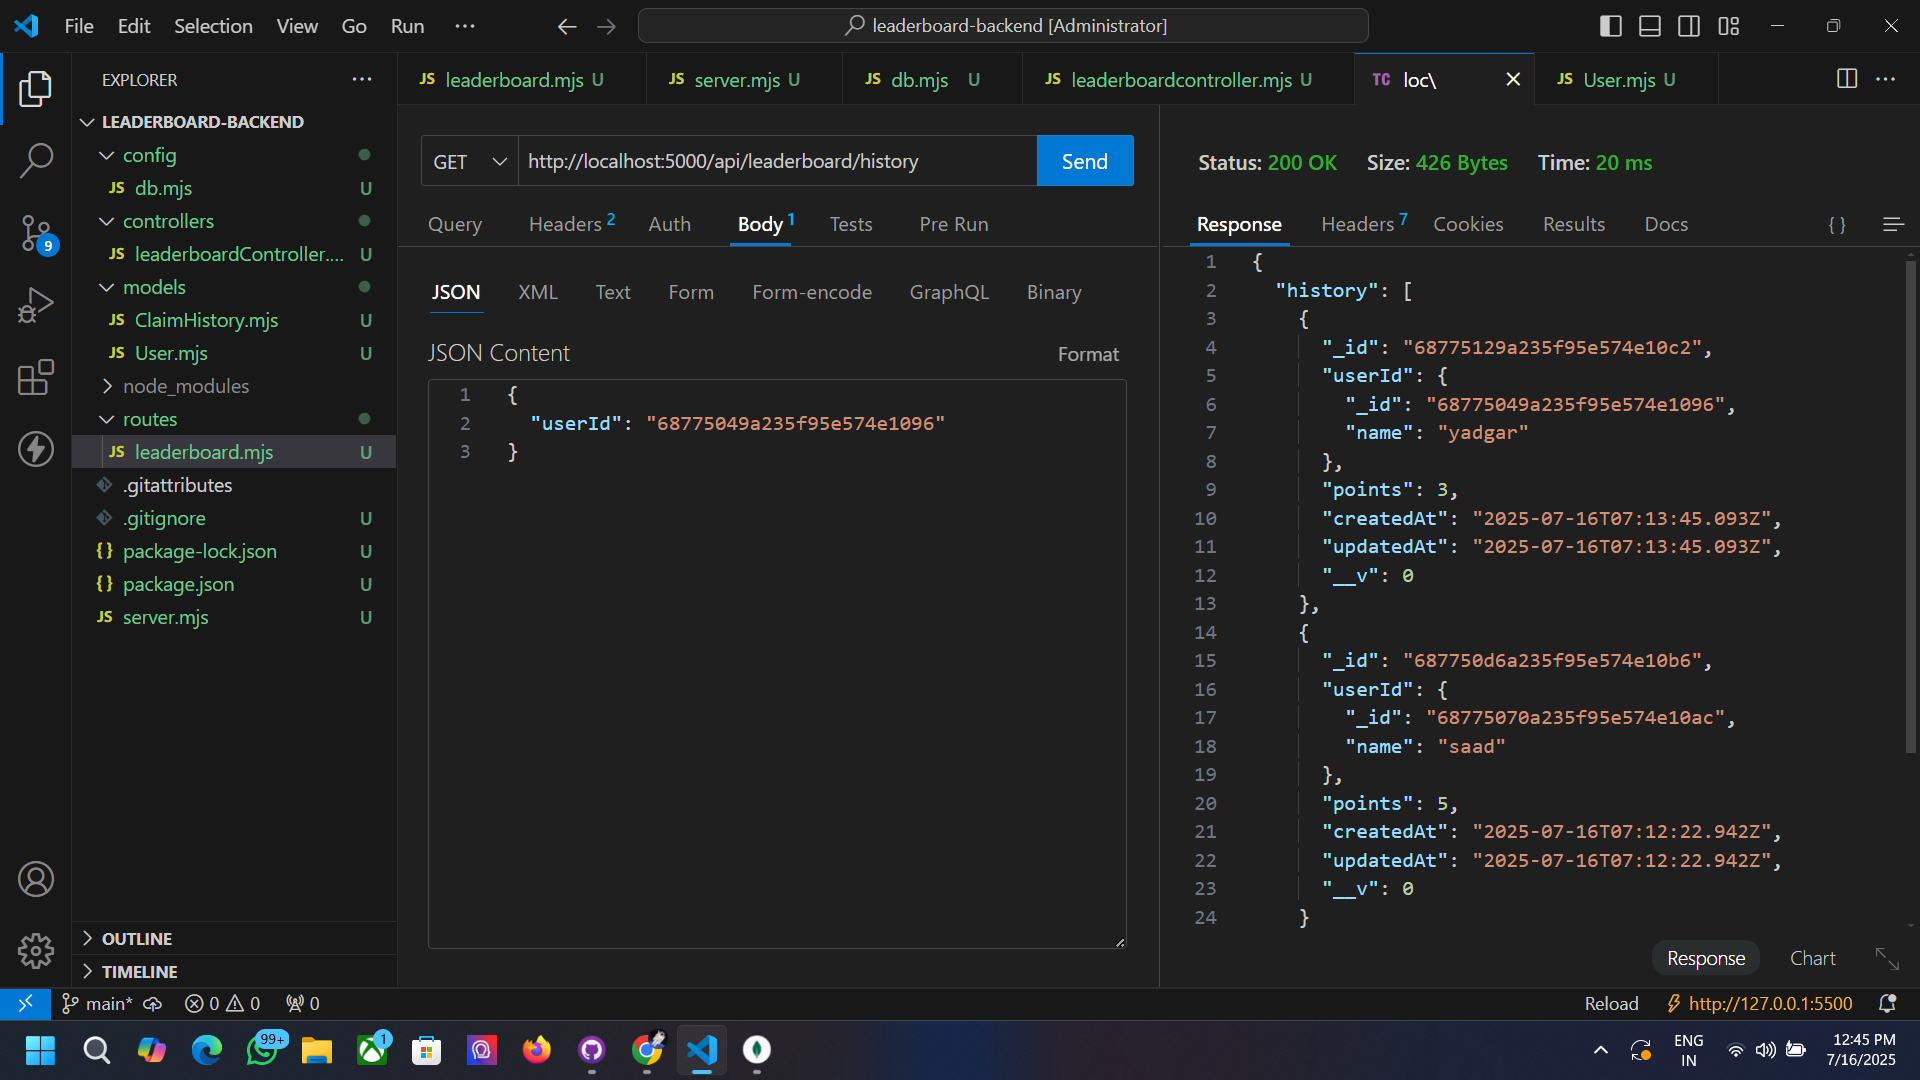 File Edit Selection View Go Run ···
leaderboard-backend [Administrator]
EXPLORER ···
LEADERBOARD-BACKEND
config
JS db.mjs U
controllers
JS leaderboardController.... U
models
JS ClaimHistory.mjs U
JS User.mjs U
node_modules
routes
JS leaderboard.mjs U
.gitattributes
.gitignore U
{} package-lock.json U
{} package.json U
JS server.mjs U
OUTLINE
TIMELINE
9
JS leaderboard.mjs U
JS server.mjs U
JS db.mjs U
JS leaderboardcontroller.mjs U
TC loc\
JS User.mjs U
GET http://localhost:5000/api/leaderboard/history Send
Query Headers 2 Auth Body 1 Tests Pre Run
JSON XML Text Form Form-encode GraphQL Binary
JSON Content Format
1 {
2 "userId": "68775049a235f95e574e1096"
3 }
Status: 200 OK Size: 426 Bytes Time: 20 ms
Response Headers 7 Cookies Results Docs { }
1 {
2 "history": [
3 {
4 "_id": "68775129a235f95e574e10c2",
5 "userId": {
6 "_id": "68775049a235f95e574e1096",
7 "name": "yadgar"
8 },
9 "points": 3,
10 "createdAt": "2025-07-16T07:13:45.093Z",
11 "updatedAt": "2025-07-16T07:13:45.093Z",
12 "__v": 0
13 },
14 {
15 "_id": "687750d6a235f95e574e10b6",
16 "userId": {
17 "_id": "68775070a235f95e574e10ac",
18 "name": "saad"
19 },
20 "points": 5,
21 "createdAt": "2025-07-16T07:12:22.942Z",
22 "updatedAt": "2025-07-16T07:12:22.942Z",
23 "__v": 0
24 }
Response Chart
main* 0 0 0
Reload http://127.0.0.1:5500
99+ 1
ENG
IN
12:45 PM
7/16/2025